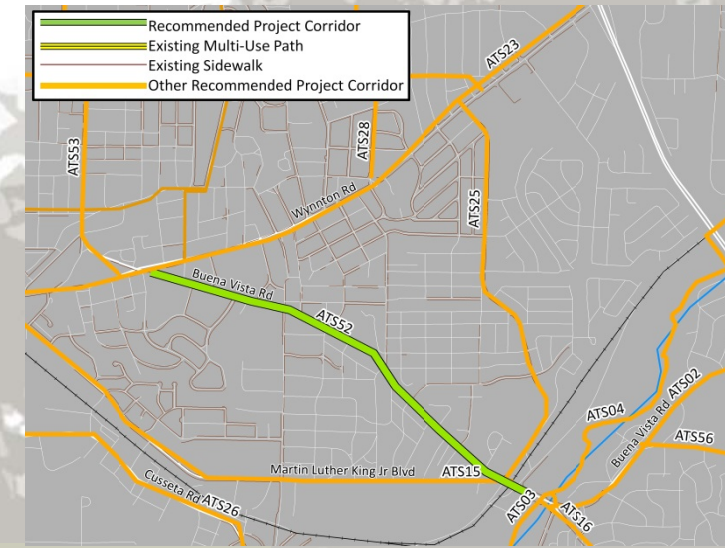 Recommended Project Corridor
Existing Multi-Use Path
Existing Sidewalk
Other Recommended Project Corridor
ATS23
ATS53
ATS28
Wynnton Rd
ATS25
Buena Vista Rd
ATS52
ATS02
ATS04
Buena Vista Rd
ATS56
Martin Luther King Jr Blvd
ATS15
Cusseta Rd
ATS26
ATS03
ATS16